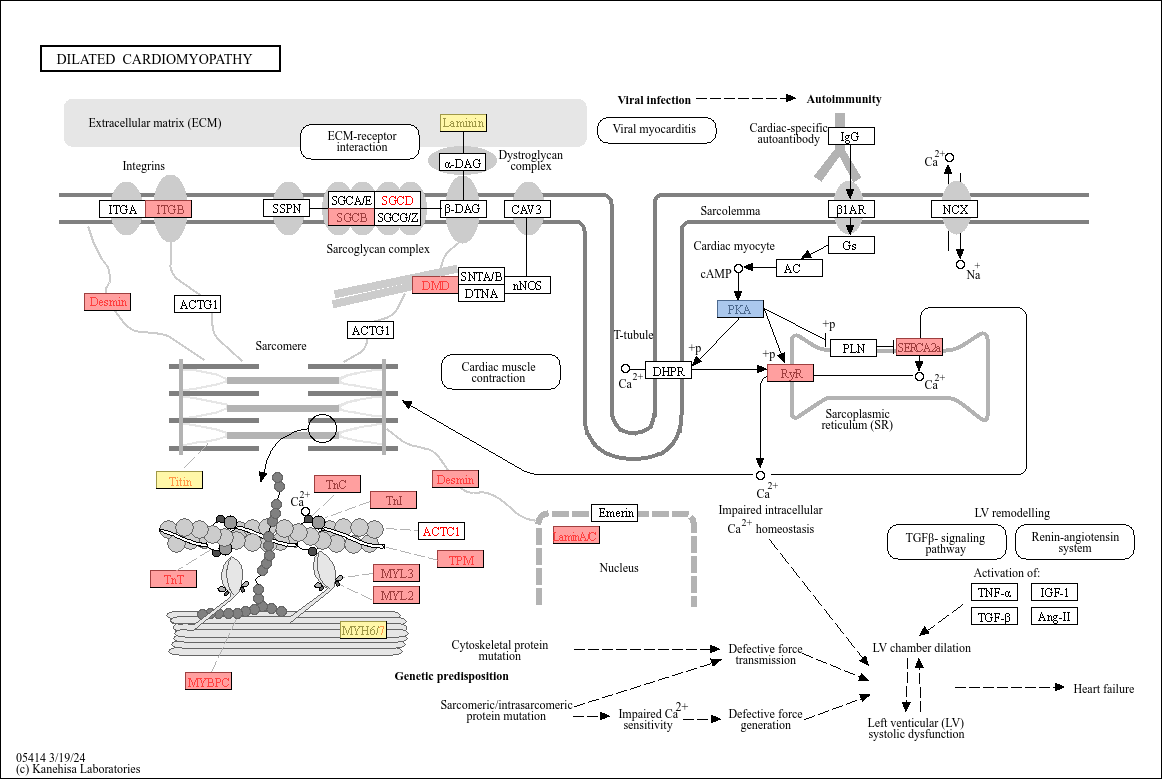 DILATED CARDIOMYOPATHY
Viral infection
Autoimmunity
Extracellular matrix (ECM)
Laminin
ECM-receptor
interaction
Viral myocarditis
Cardiac-specific
autoantibody
IgG
α-DAG
Dystroglycan
complex
Ca2+
Integrins
ITGA
ITGB
SSPN
SGCA/E
SGCD
SGCB
SGCG/Z
β-DAG
CAV3
Sarcolemma
β1AR
NCX
Sarcoglycan complex
Cardiac myocyte
Gs
cAMP
AC
Na+
DMD
SNTA/B
DTNA
nNOS
Desmin
ACTG1
PKA
ACTG1
T-tubule
+p
+p
+p
PLN
SERCA2a
Sarcomere
Cardiac muscle
contraction
Ca2+
DHPR
RyR
Ca2+
Sarcoplasmic
reticulum (SR)
Titin
Desmin
TnC
Ca2+
TnI
Ca2+
Impaired intracellular
Ca2+ homeostasis
ACTC1
Emerin
LaminA/C
LV remodelling
TGFβ- signaling
pathway
Renin-angiotensin
system
TPM
TnT
MYL3
MYL2
Nucleus
Activation of:
TNF-α
IGF-1
TGF-β
Ang-II
MYH6/7
MYBPC
Cytoskeletal protein
mutation
Defective force
transmission
LV chamber dilation
Genetic predisposition
Heart failure
Sarcomeric/intrasarcomeric
protein mutation
Impaired Ca2+
sensitivity
Defective force
generation
Left venticular (LV)
systolic dysfunction
05414 3/19/24
(c) Kanehisa Laboratories